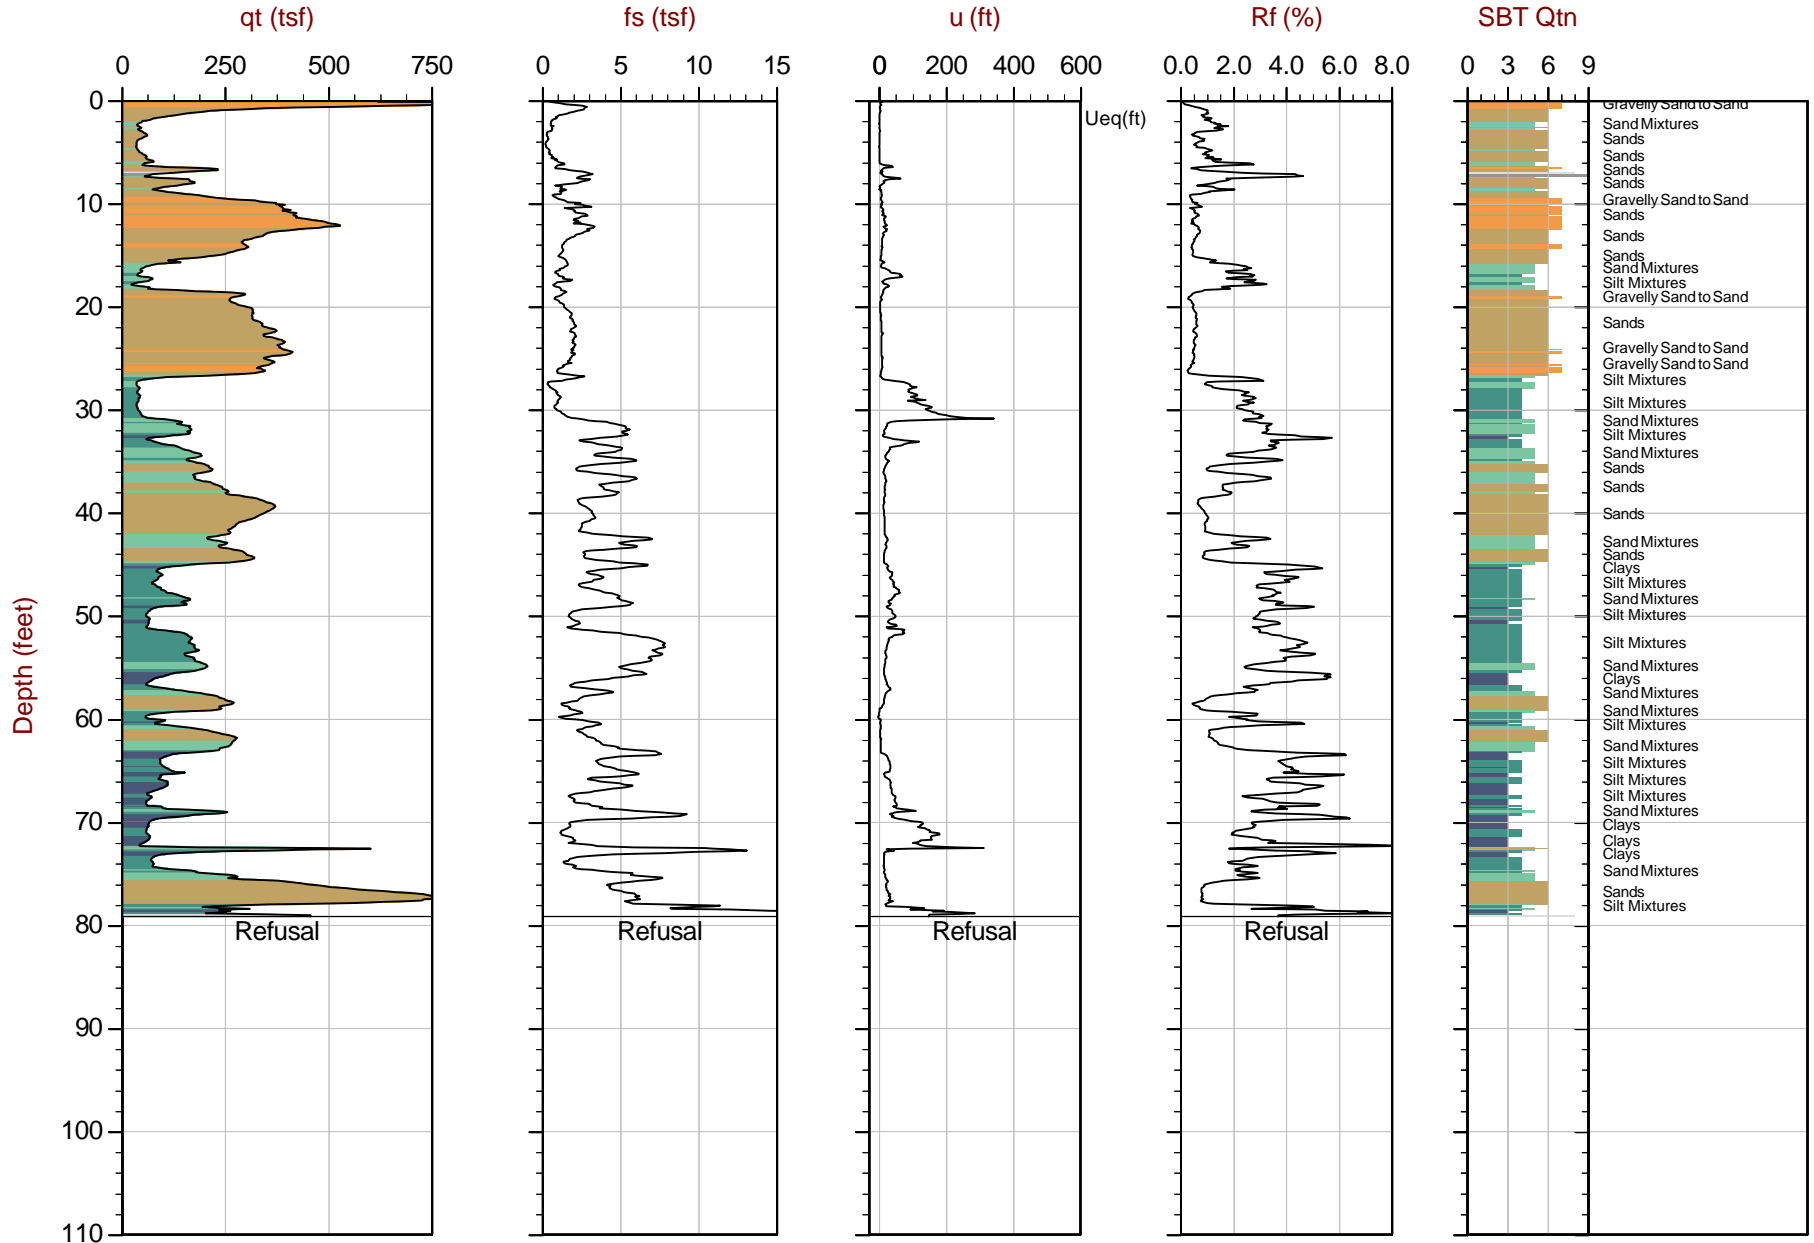 qt (tsf) fs (tsf) u (ft) Rf (%) SBT Qtn
0 250 500 750 0 5 10 15 0 200 400 600 0.0 2.0 4.0 6.0 8.0 0 3 6 9
Depth (feet)
0
10
20
30
40
50
60
70
80
90
100
110
Ueq(ft)
Gravelly Sand to Sand
Sand Mixtures
Sands
Sands
Sands
Sands
Gravelly Sand to Sand
Sands
Sands
Sands
Sand Mixtures
Silt Mixtures
Gravelly Sand to Sand
Sands
Gravelly Sand to Sand
Gravelly Sand to Sand
Silt Mixtures
Silt Mixtures
Sand Mixtures
Silt Mixtures
Sand Mixtures
Sands
Sands
Sands
Sand Mixtures
Sands
Clays
Silt Mixtures
Sand Mixtures
Silt Mixtures
Silt Mixtures
Sand Mixtures
Clays
Sand Mixtures
Sand Mixtures
Silt Mixtures
Sand Mixtures
Silt Mixtures
Silt Mixtures
Silt Mixtures
Sand Mixtures
Clays
Clays
Clays
Sand Mixtures
Sands
Silt Mixtures
Refusal Refusal Refusal Refusal